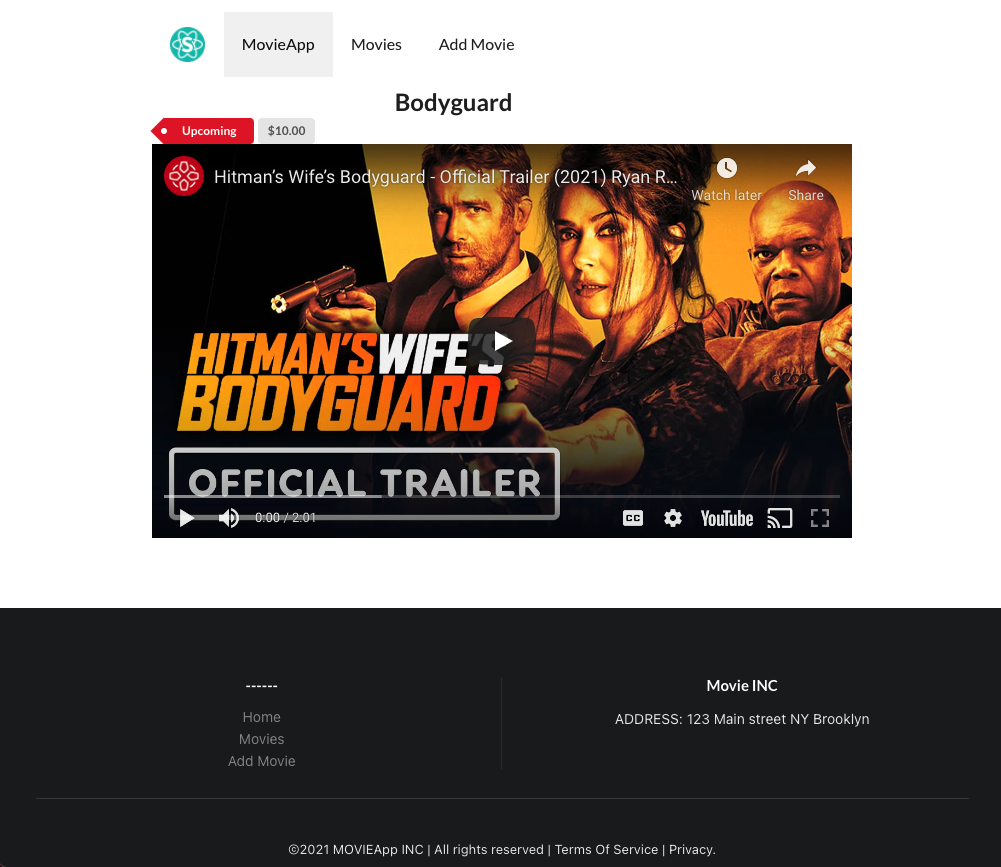 S
MovieApp Movies Add Movie
Bodyguard
Upcoming $10.00
Hitman’s Wife’s Bodyguard - Official Trailer (2021) Ryan R...
Watch later Share
HITMAN'S WIFE'S
BODYGUARD
OFFICIAL TRAILER
0:00 / 2:01 CC YouTube
------
Home
Movies
Add Movie
Movie INC
ADDRESS: 123 Main street NY Brooklyn
©2021 MOVIEApp INC | All rights reserved | Terms Of Service | Privacy.